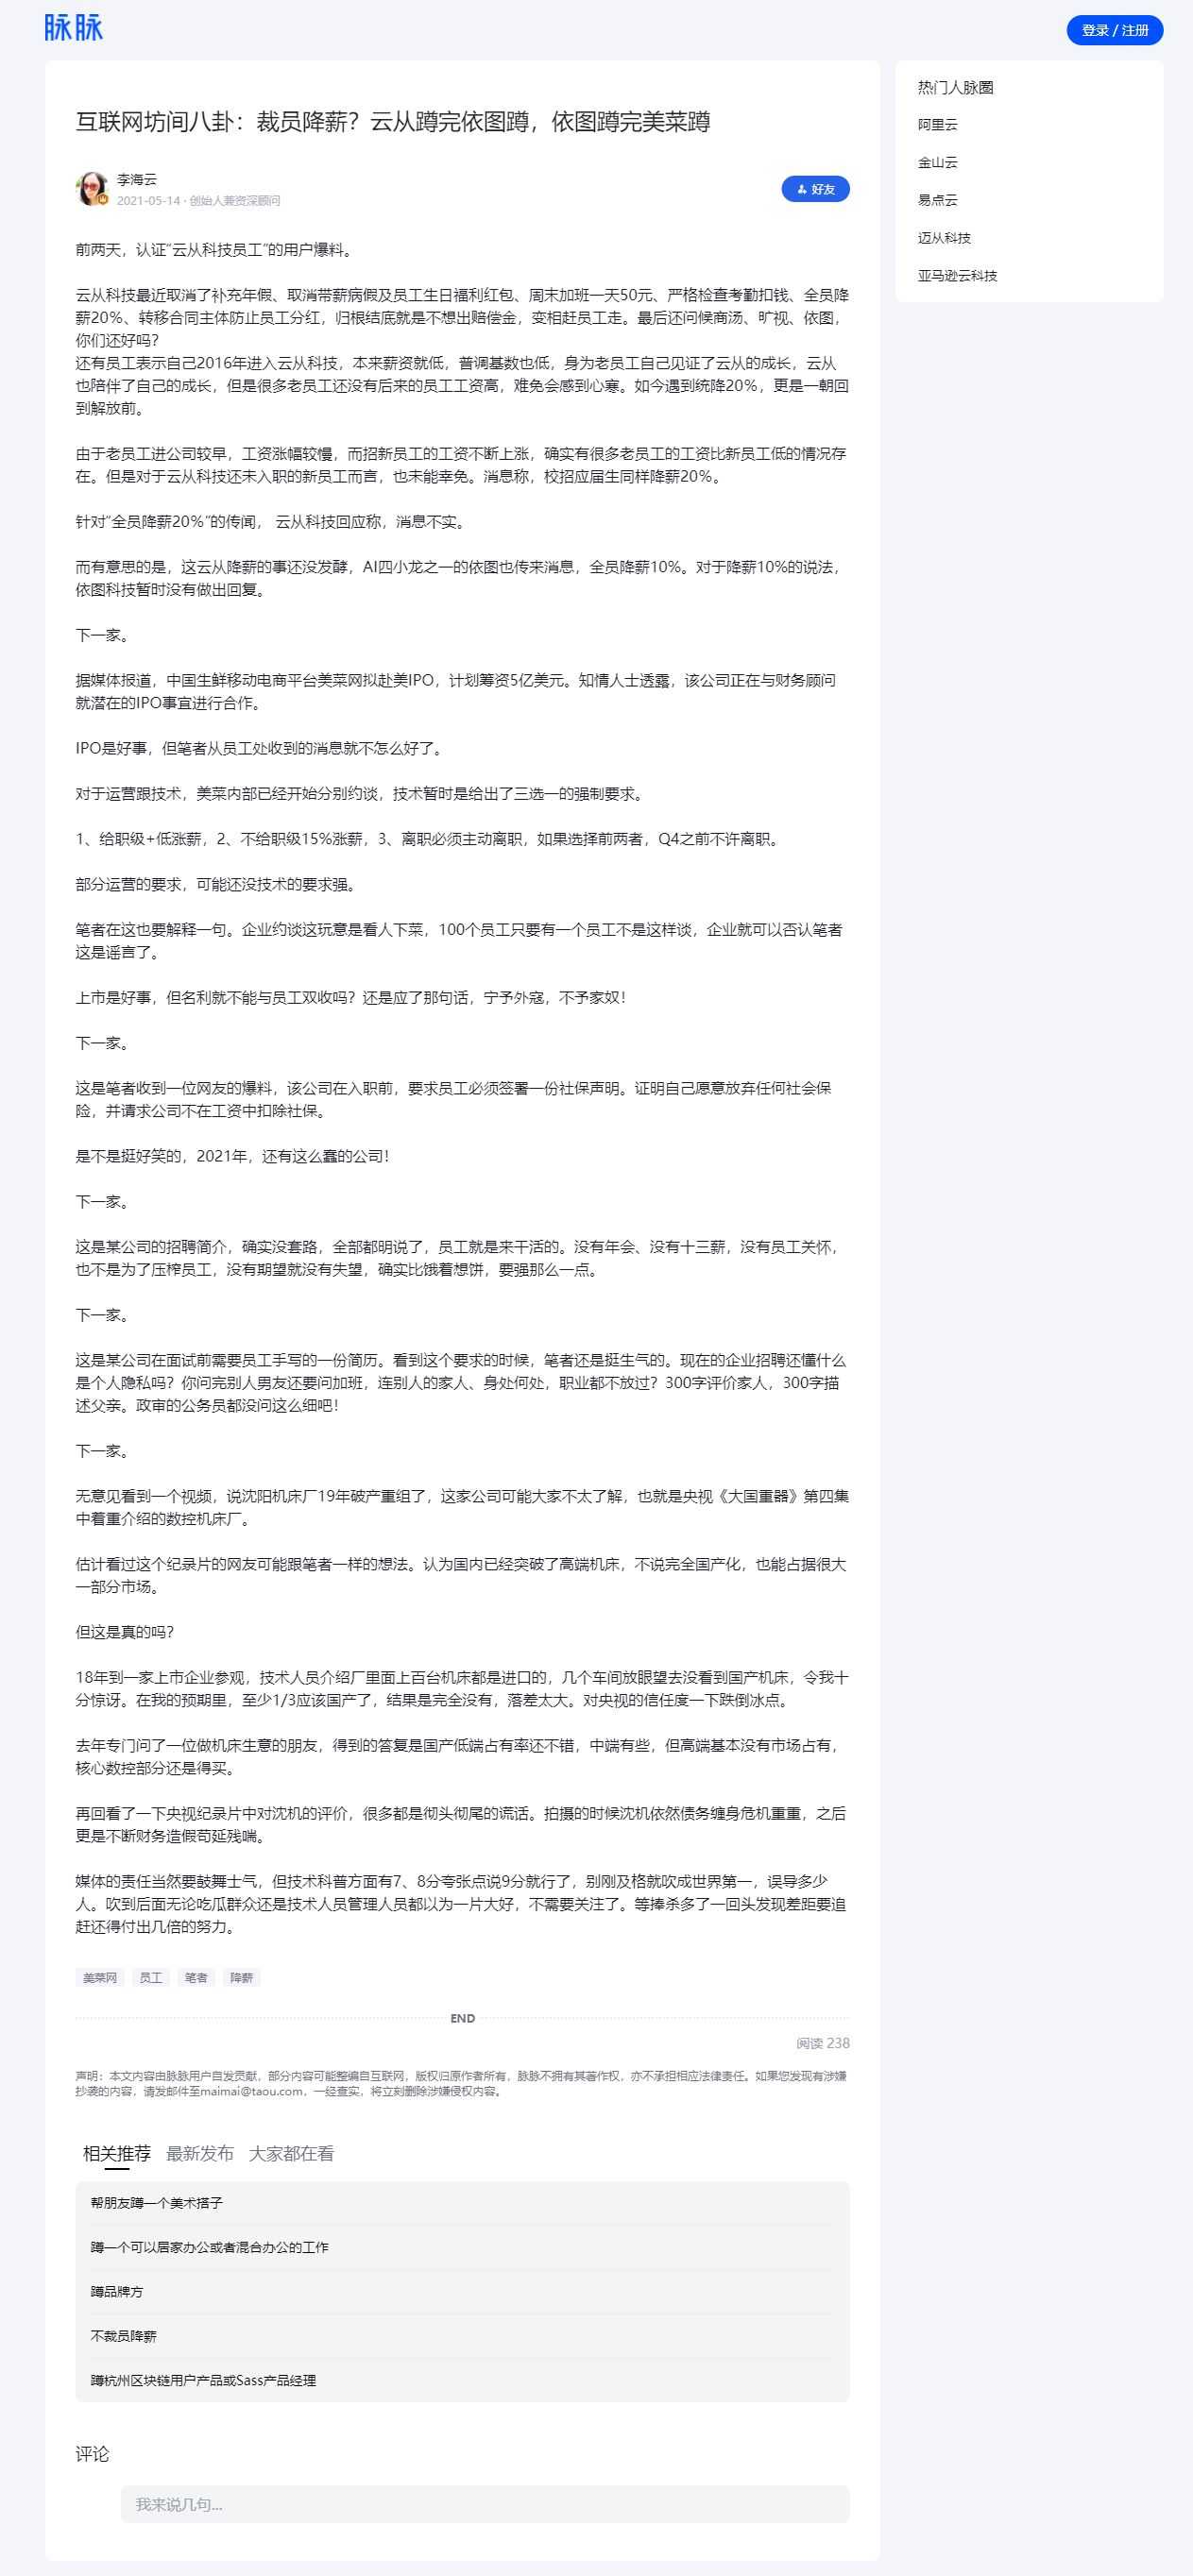 脉脉
登录 / 注册
互联网坊间八卦：裁员降薪？云从蹲完依图蹲，依图蹲完美菜蹲
李海云
2021-05-14 · 创始人兼资深顾问
好友
前两天，认证“云从科技员工”的用户爆料。
云从科技最近取消了补充年假、取消带薪病假及员工生日福利红包、周末加班一天50元、严格检查考勤扣钱、全员降
薪20%、转移合同主体防止员工分红，归根结底就是不想出赔偿金，变相赶员工走。最后还问候商汤、旷视、依图，
你们还好吗？
还有员工表示自己2016年进入云从科技，本来薪资就低，普调基数也低，身为老员工自己见证了云从的成长，云从
也陪伴了自己的成长，但是很多老员工还没有后来的员工工资高，难免会感到心寒。如今遇到统降20%，更是一朝回
到解放前。
由于老员工进公司较早，工资涨幅较慢，而招新员工的工资不断上涨，确实有很多老员工的工资比新员工低的情况存
在。但是对于云从科技还未入职的新员工而言，也未能幸免。消息称，校招应届生同样降薪20%。
针对“全员降薪20%”的传闻， 云从科技回应称，消息不实。
而有意思的是，这云从降薪的事还没发酵，AI四小龙之一的依图也传来消息，全员降薪10%。对于降薪10%的说法，
依图科技暂时没有做出回复。
下一家。
据媒体报道，中国生鲜移动电商平台美菜网拟赴美IPO，计划筹资5亿美元。知情人士透露，该公司正在与财务顾问
就潜在的IPO事宜进行合作。
IPO是好事，但笔者从员工处收到的消息就不怎么好了。
对于运营跟技术，美菜内部已经开始分别约谈，技术暂时是给出了三选一的强制要求。
1、给职级+低涨薪，2、不给职级15%涨薪，3、离职必须主动离职，如果选择前两者，Q4之前不许离职。
部分运营的要求，可能还没技术的要求强。
笔者在这也要解释一句。企业约谈这玩意是看人下菜，100个员工只要有一个员工不是这样谈，企业就可以否认笔者
这是谣言了。
上市是好事，但名利就不能与员工双收吗？还是应了那句话，宁予外寇，不予家奴！
下一家。
这是笔者收到一位网友的爆料，该公司在入职前，要求员工必须签署一份社保声明。证明自己愿意放弃任何社会保
险，并请求公司不在工资中扣除社保。
是不是挺好笑的，2021年，还有这么蠢的公司！
下一家。
这是某公司的招聘简介，确实没套路，全部都明说了，员工就是来干活的。没有年会、没有十三薪，没有员工关怀，
也不是为了压榨员工，没有期望就没有失望，确实比饿着想饼，要强那么一点。
下一家。
这是某公司在面试前需要员工手写的一份简历。看到这个要求的时候，笔者还是挺生气的。现在的企业招聘还懂什么
是个人隐私吗？你问完别人男友还要问加班，连别人的家人、身处何处，职业都不放过？300字评价家人，300字描
述父亲。政审的公务员都没问这么细吧！
下一家。
无意见看到一个视频，说沈阳机床厂19年破产重组了，这家公司可能大家不太了解，也就是央视《大国重器》第四集
中着重介绍的数控机床厂。
估计看过这个纪录片的网友可能跟笔者一样的想法。认为国内已经突破了高端机床，不说完全国产化，也能占据很大
一部分市场。
但这是真的吗？
18年到一家上市企业参观，技术人员介绍厂里面上百台机床都是进口的，几个车间放眼望去没看到国产机床，令我十
分惊讶。在我的预期里，至少1/3应该国产了，结果是完全没有，落差太大。对央视的信任度一下跌倒冰点。
去年专门问了一位做机床生意的朋友，得到的答复是国产低端占有率还不错，中端有些，但高端基本没有市场占有，
核心数控部分还是得买。
再回看了一下央视纪录片中对沈机的评价，很多都是彻头彻尾的谎话。拍摄的时候沈机依然债务缠身危机重重，之后
更是不断财务造假苟延残喘。
媒体的责任当然要鼓舞士气，但技术科普方面有7、8分夸张点说9分就行了，别刚及格就吹成世界第一，误导多少
人。吹到后面无论吃瓜群众还是技术人员管理人员都以为一片大好，不需要关注了。等捧杀多了一回头发现差距要追
赶还得付出几倍的努力。
美菜网 员工 笔者 降薪
END
阅读 238
声明：本文内容由脉脉用户自发贡献，部分内容可能整编自互联网，版权归原作者所有，脉脉不拥有其著作权，亦不承担相应法律责任。如果您发现有涉嫌
抄袭的内容，请发邮件至maimai@taou.com，一经查实，将立刻删除涉嫌侵权内容。
相关推荐 最新发布 大家都在看
帮朋友蹲一个美术搭子
蹲一个可以居家办公或者混合办公的工作
蹲品牌方
不裁员降薪
蹲杭州区块链用户产品或Sass产品经理
评论
我来说几句...
热门人脉圈
阿里云
金山云
易点云
迈从科技
亚马逊云科技